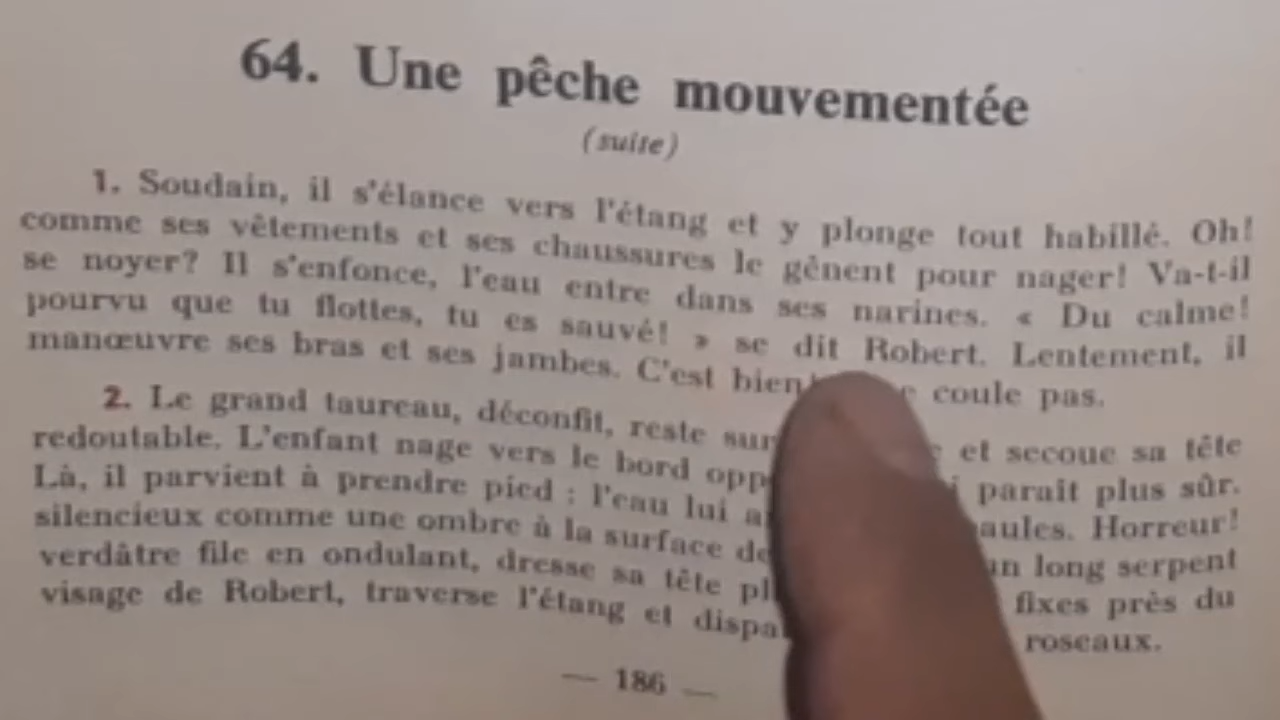 64. Une pêche mouvementée
(suite)
1. Soudain, il s'élance vers l'étang et y plonge tout habillé. Oh!
comme ses vêtements et ses chaussures le gênent pour nager! Va-t-il
se noyer? Il s'enfonce, l'eau entre dans ses narines. « Du calme!
pourvu que tu flottes, tu es sauvé! » se dit Robert. Lentement, il
manœuvre ses bras et ses jambes. C'est coule pas.
2. Le grand taureau, déconfit, reste sur et secoue sa tête
redoutable. L'enfant nage vers le bord paraît plus sûr.
Là, il parvient à prendre pied : l'eau lui Horreur!
silencieux comme une ombre à la surface long serpent
verdâtre file en ondulant, dresse sa tête fixes près du
visage de Robert, traverse l'étang et roseaux.
— 186 —